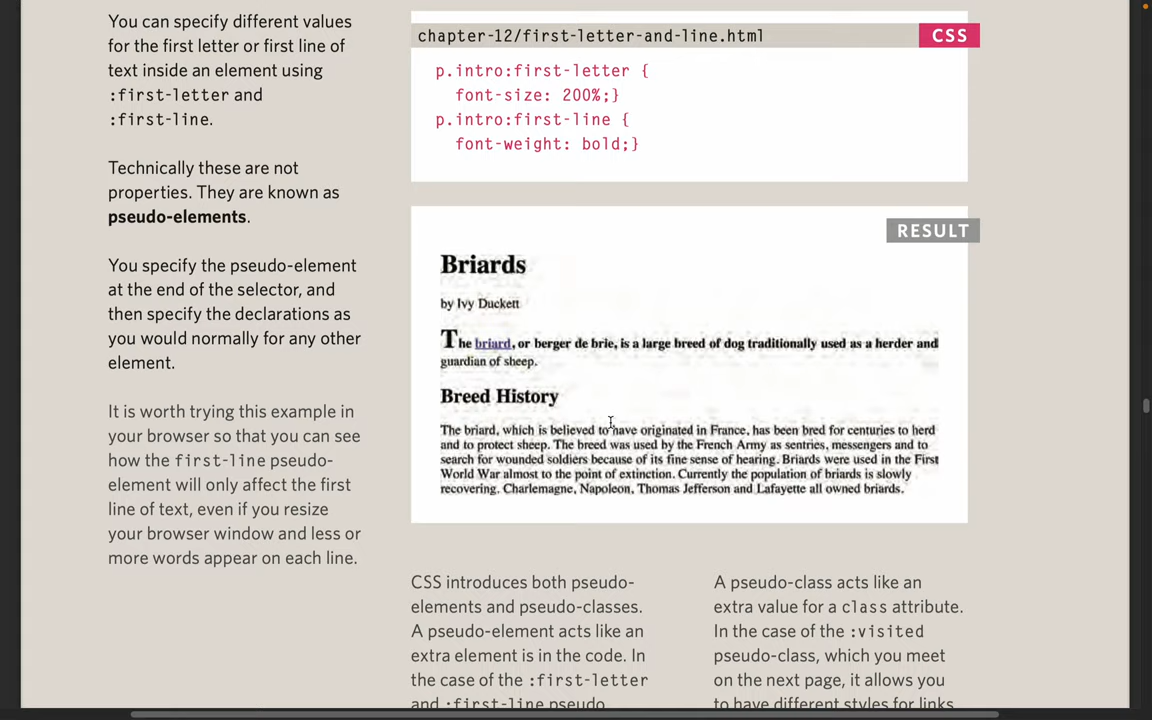 You can specify different values
for the first letter or first line of
text inside an element using
:first-letter and
:first-line.
Technically these are not
properties. They are known as
pseudo-elements.
You specify the pseudo-element
at the end of the selector, and
then specify the declarations as
you would normally for any other
element.
It is worth trying this example in
your browser so that you can see
how the first-line pseudo-
element will only affect the first
line of text, even if you resize
your browser window and less or
more words appear on each line.
chapter-12/first-letter-and-line.html
CSS
p.intro:first-letter {
font-size: 200%;}
p.intro:first-line {
font-weight: bold;}
RESULT
Briards
by Ivy Duckett
The briard, or berger de brie, is a large breed of dog traditionally used as a herder and
guardian of sheep.
Breed History
The briard, which is believed to have originated in France, has been bred for centuries to herd
and to protect sheep. The breed was used by the French Army as sentries, messengers and to
search for wounded soldiers because of its fine sense of hearing. Briards were used in the First
World War almost to the point of extinction. Currently the population of briards is slowly
recovering. Charlemagne, Napoleon, Thomas Jefferson and Lafayette all owned briards.
CSS introduces both pseudo-
elements and pseudo-classes.
A pseudo-element acts like an
extra element is in the code. In
the case of the :first-letter
and :first-line pseudo
A pseudo-class acts like an
extra value for a class attribute.
In the case of the :visited
pseudo-class, which you meet
on the next page, it allows you
to have different styles for links